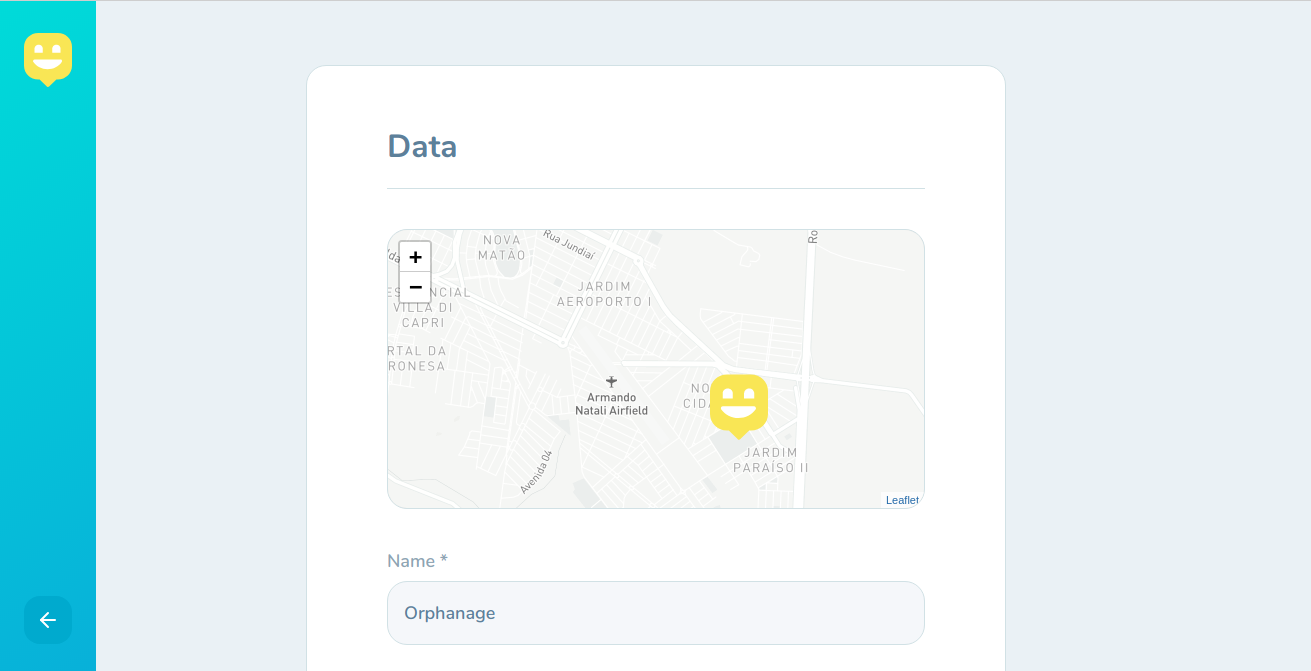 Data
NOVA
MATÃO
Rua Jundiaí
Ro
+
−
JARDIM
AEROPORTO I
NCIAL
VILLA DI
CAPRI
RTAL DA
RONESA
Armando
Natali Airfield
NO
CIDA
JARDIM
PARAÍSO II
Avenida 04
Leaflet
Name *
Orphanage